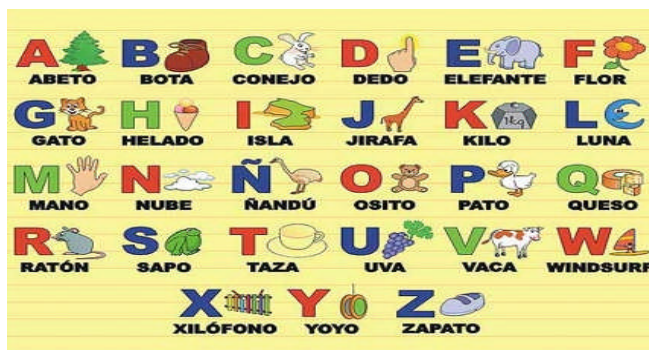 A B C D E F
ABETO BOTA CONEJO DEDO ELEFANTE FLOR
G H I J K L
GATO HELADO ISLA JIRAFA KILO LUNA
1kg
M N Ñ O P Q
MANO NUBE ÑANDÚ OSITO PATO QUESO
R S T U V W
RATÓN SAPO TAZA UVA VACA WINDSURF
X Y Z
XILÓFONO YOYO ZAPATO